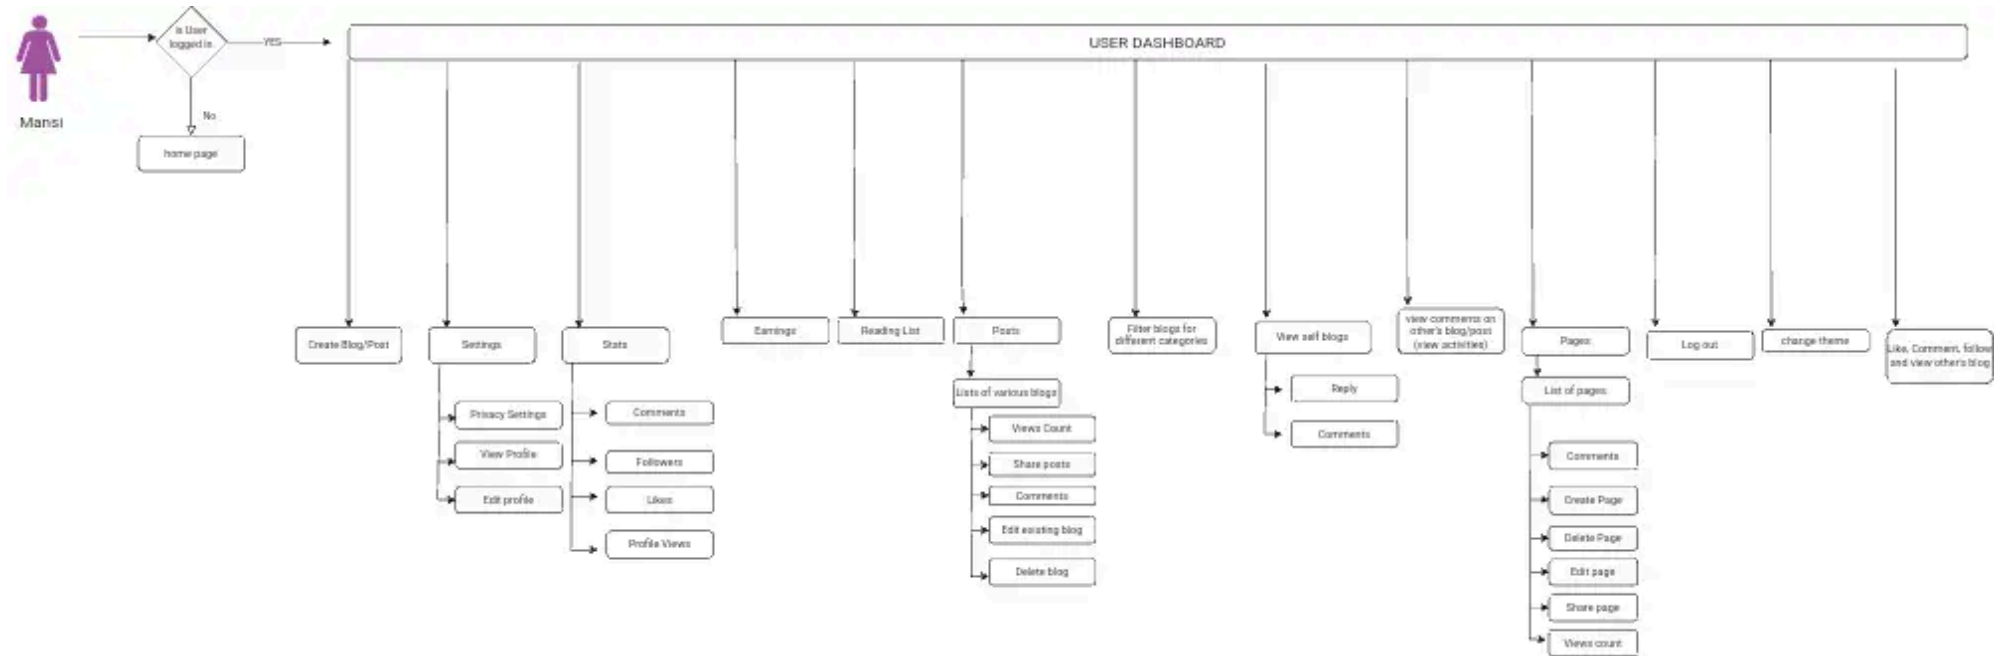 is User
logged in.
YES
USER DASHBOARD
Mansi
No
home page
Create Blog/Post
Settings
Stats
Earnings
Reading List
Posts
Filter blogs for
different categories
View self blogs
view comments on
other's blog/post
(view activities)
Pages
Log out
change theme
Like, Comment, follow
and view other's blog
Privacy Settings
View Profile
Edit profile
Comments
Followers
Likes
Profile Views
Lists of various blogs
Views Count
Share posts
Comments
Edit existing blog
Delete blog
Reply
Comments
List of pages
Comments
Create Page
Delete Page
Edit page
Share page
Views count